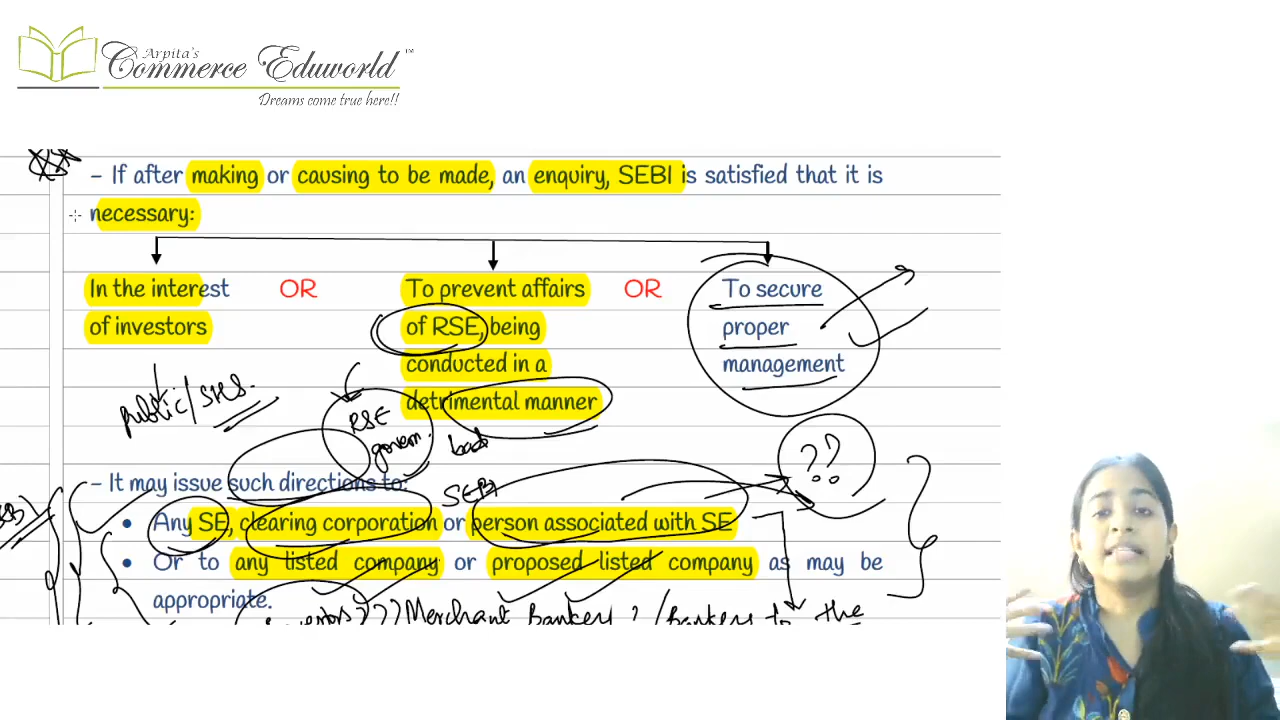 Arpita's
Commerce Eduworld™
Dreams come true here!!
– If after making or causing to be made, an enquiry, SEBI is satisfied that it is
necessary:
In the interest OR To prevent affairs OR To secure
of investors of RSE, being proper
conducted in a management
detrimental manner
public/
RSE
govern.
bad
??
– It may issue such directions to:
SEBI
• Any SE, clearing corporation or person associated with SE
• Or to any listed company or proposed listed company as may be
appropriate.
Merchant Bankers / bankers to the